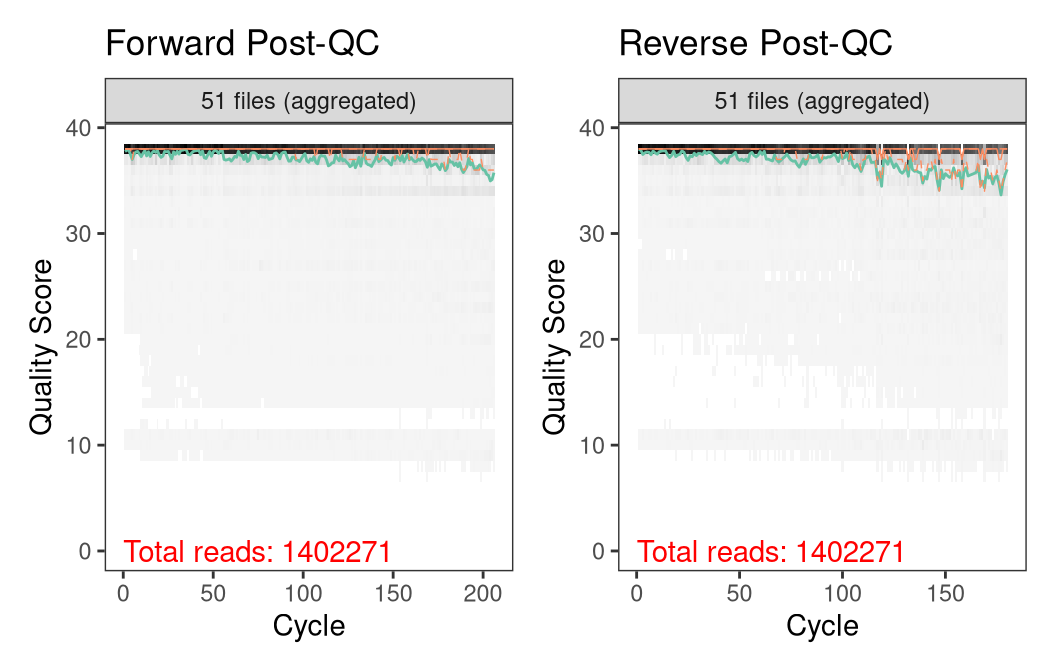 Forward Post-QC
51 files (aggregated)
Quality Score
40
30
20
10
0
Total reads: 1402271
0 50 100 150 200
Cycle
Reverse Post-QC
51 files (aggregated)
Quality Score
40
30
20
10
0
Total reads: 1402271
0 50 100 150
Cycle